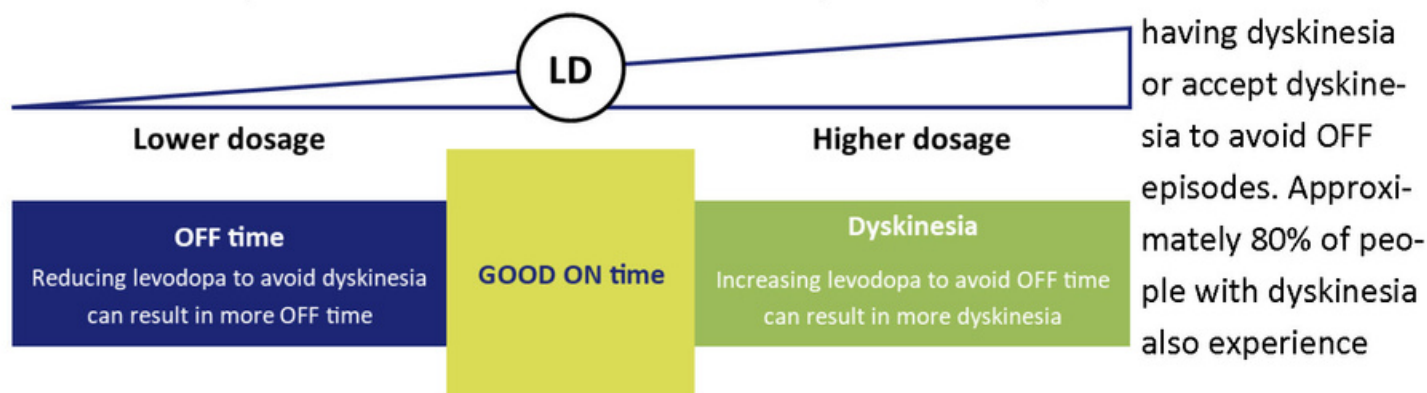 LD
Lower dosage
Higher dosage
OFF time
Reducing levodopa to avoid dyskinesia
can result in more OFF time
GOOD ON time
Dyskinesia
Increasing levodopa to avoid OFF time
can result in more dyskinesia
having dyskinesia
or accept dyskine-
sia to avoid OFF
episodes. Approxi-
mately 80% of peo-
ple with dyskinesia
also experience